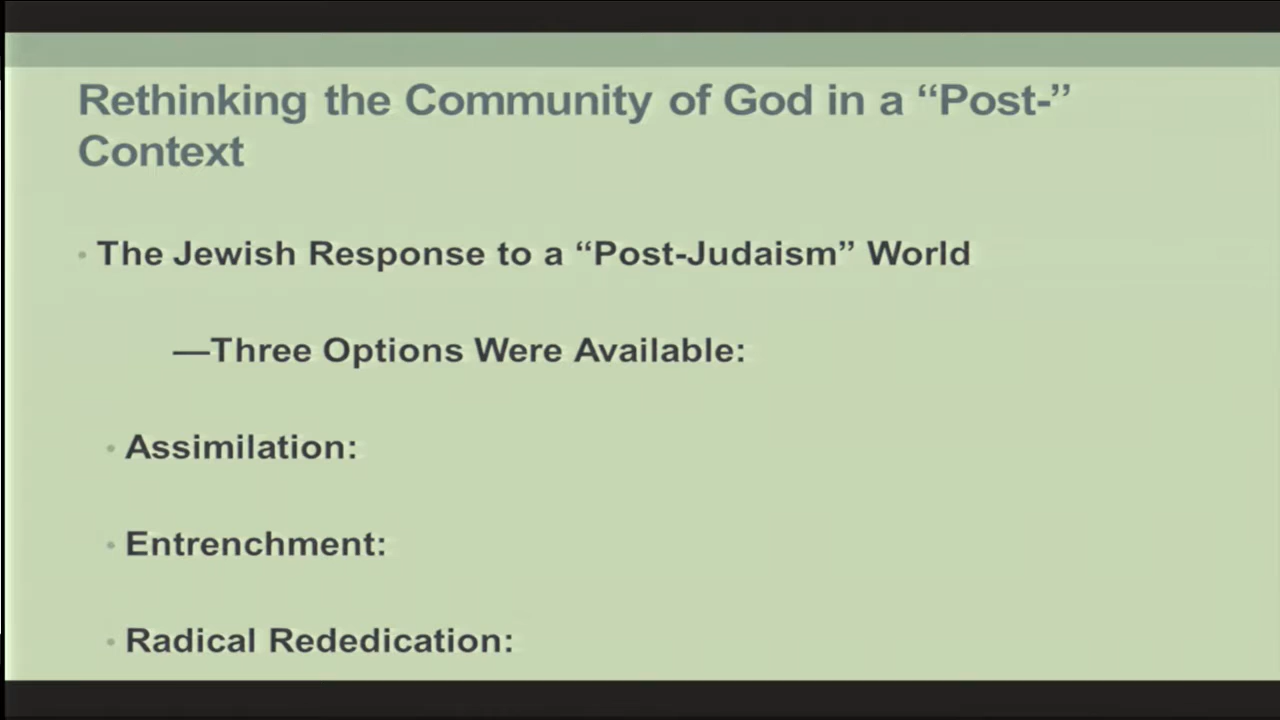 Rethinking the Community of God in a “Post-”
Context
• The Jewish Response to a “Post-Judaism” World
—Three Options Were Available:
• Assimilation:
• Entrenchment:
• Radical Rededication: